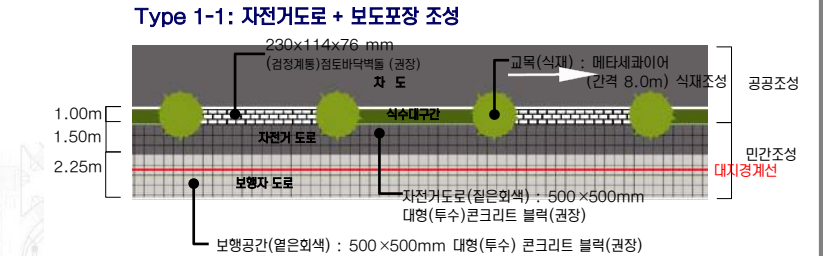 Type 1-1: 자전거도로 + 보도포장 조성
230x114x76 mm
(검정계통)점토바닥벽돌 (권장)
차 도
교목(식재) : 메타세콰이어
(간격 8.0m) 식재조성
공공조성
1.00m
식수대구간
1.50m
자전거 도로
민간조성
2.25m
대지경계선
보행자 도로
자전거도로(짙은회색) : 500×500mm
대형(투수)콘크리트 블럭(권장)
보행공간(옅은회색) : 500×500mm 대형(투수) 콘크리트 블럭(권장)